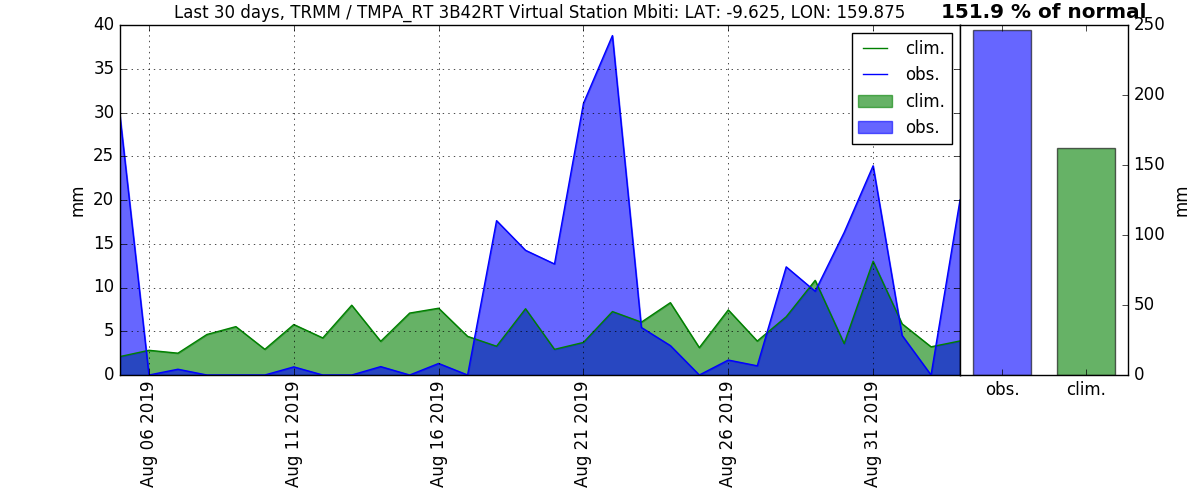 Last 30 days, TRMM / TMPA_RT 3B42RT Virtual Station Mbiti: LAT: -9.625, LON: 159.875
151.9 % of normal
40
35
30
25
20
15
10
5
0
mm
clim.
obs.
clim.
obs.
Aug 06 2019
Aug 11 2019
Aug 16 2019
Aug 21 2019
Aug 26 2019
Aug 31 2019
250
200
150
100
50
0
mm
obs.
clim.